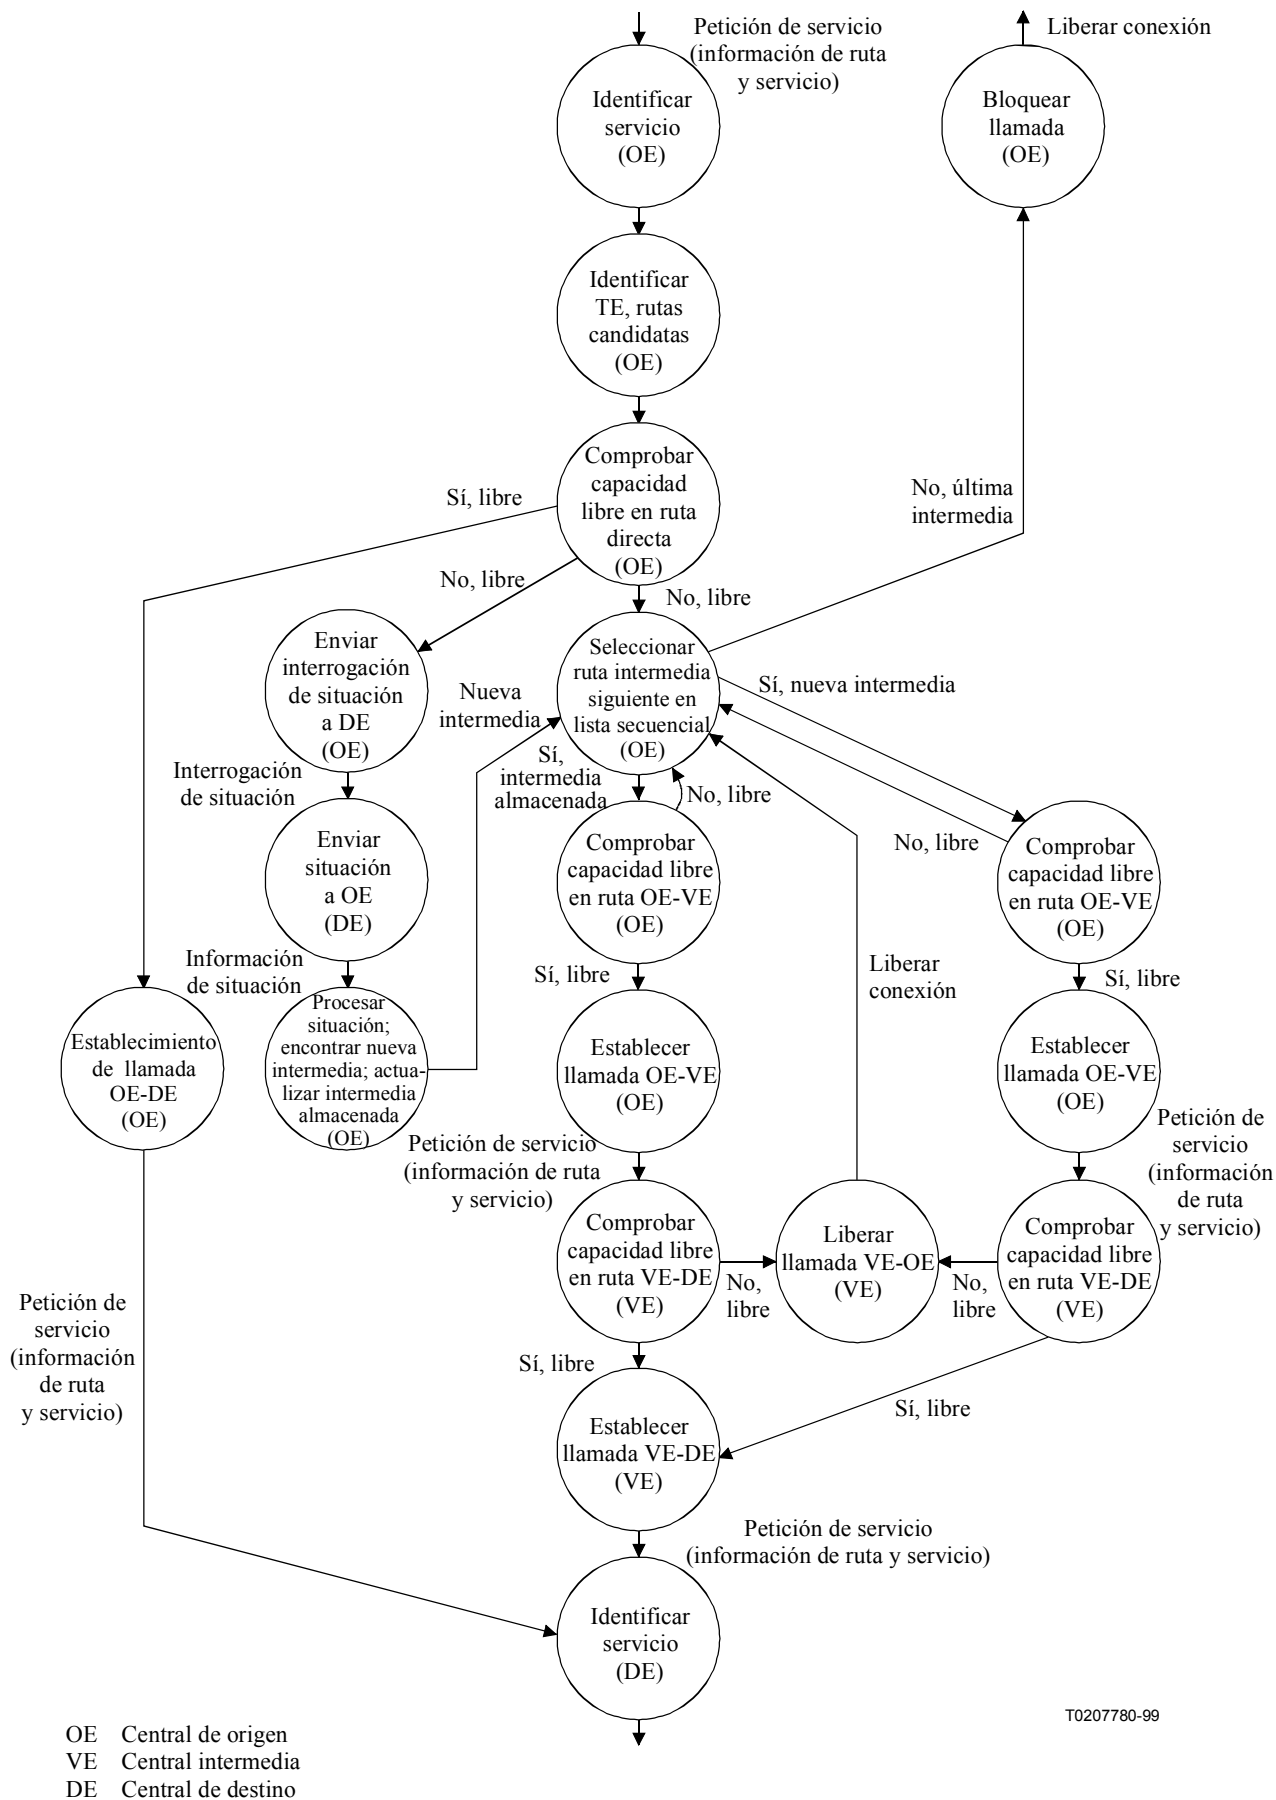 Petición de servicio
(información de ruta
y servicio)
Liberar conexión
Identificar
servicio
(OE)
Bloquear
llamada
(OE)
Identificar
TE, rutas
candidatas
(OE)
Comprobar
capacidad
libre en ruta
directa
(OE)
Sí, libre
No, última
intermedia
No, libre
No, libre
Enviar
interrogación
de situación
a DE
(OE)
Seleccionar
ruta intermedia
siguiente en
lista secuencial
(OE)
Nueva
intermedia
Sí, nueva intermedia
Interrogación
de situación
Sí,
intermedia
almacenada
No, libre
No, libre
Enviar
situación
a OE
(DE)
Comprobar
capacidad libre
en ruta OE-VE
(OE)
Comprobar
capacidad libre
en ruta OE-VE
(OE)
Información
de situación
Sí, libre
Liberar
conexión
Sí, libre
Establecimiento
de llamada
OE-DE
(OE)
Procesar
situación;
encontrar nueva
intermedia; actua-
lizar intermedia
almacenada
(OE)
Establecer
llamada OE-VE
(OE)
Establecer
llamada OE-VE
(OE)
Petición de servicio
(información de ruta
y servicio)
Petición de
servicio
(información
de ruta
y servicio)
Comprobar
capacidad libre
en ruta VE-DE
(VE)
Liberar
llamada VE-OE
(VE)
Comprobar
capacidad libre
en ruta VE-DE
(VE)
No,
libre
No,
libre
Petición de
servicio
(información
de ruta
y servicio)
Sí, libre
Sí, libre
Establecer
llamada VE-DE
(VE)
Petición de servicio
(información de ruta y servicio)
Identificar
servicio
(DE)
T0207780-99
OE Central de origen
VE Central intermedia
DE Central de destino